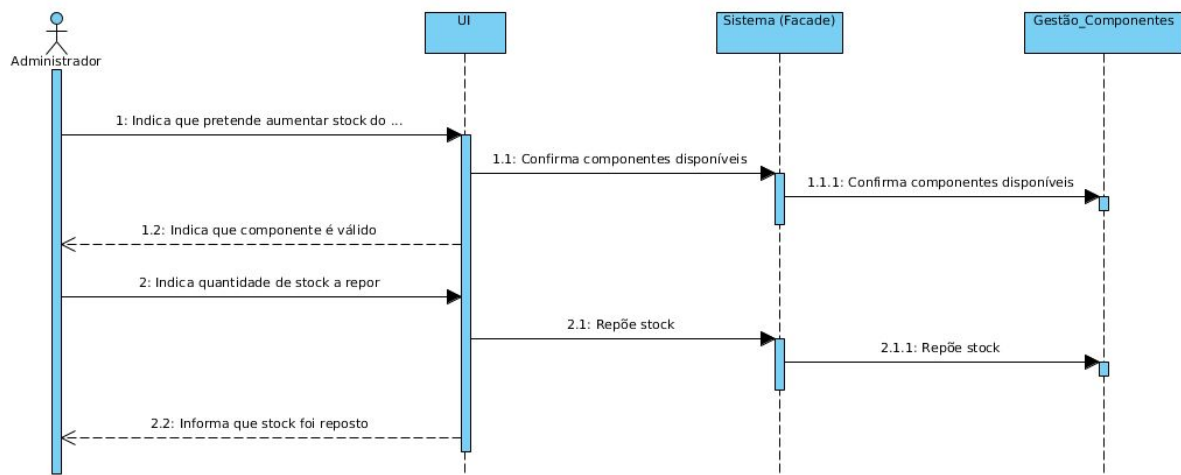 UI
Sistema (Facade)
Gestão_Componentes
Administrador
1: Indica que pretende aumentar stock do ...
1.1: Confirma componentes disponíveis
1.1.1: Confirma componentes disponíveis
1.2: Indica que componente é válido
2: Indica quantidade de stock a repor
2.1: Repõe stock
2.1.1: Repõe stock
2.2: Informa que stock foi reposto